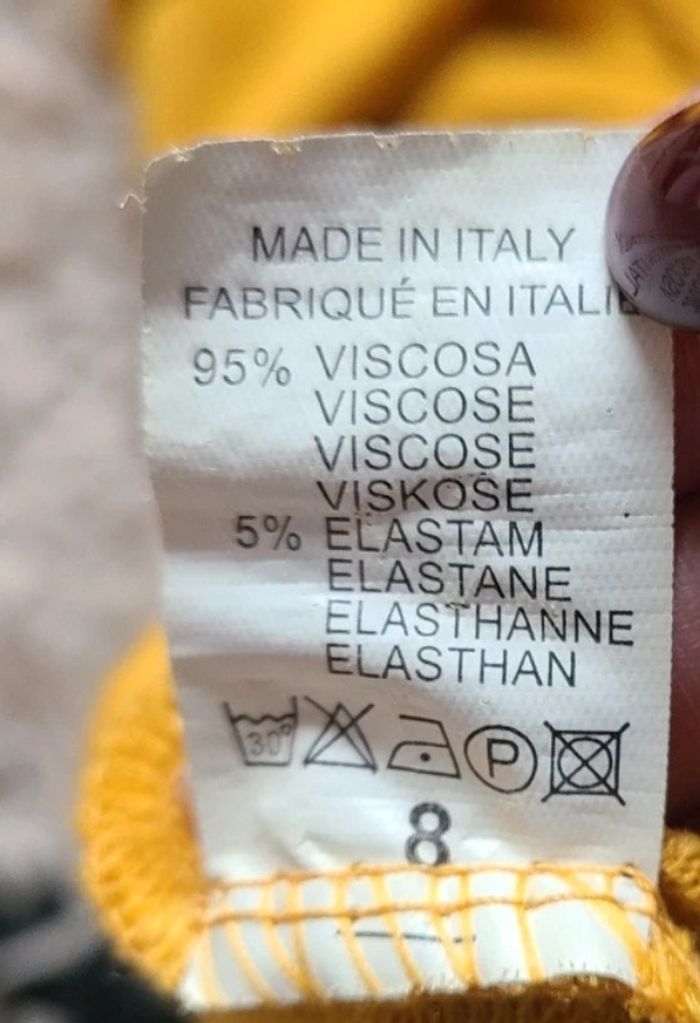 MADE IN ITALY
FABRIQUÉ EN ITALIE
95% VISCOSA
VISCOSE
VISCOSE
VISKOSE
5% ELASTAM
ELASTANE
ELASTHANNE
ELASTHAN
30° P
8